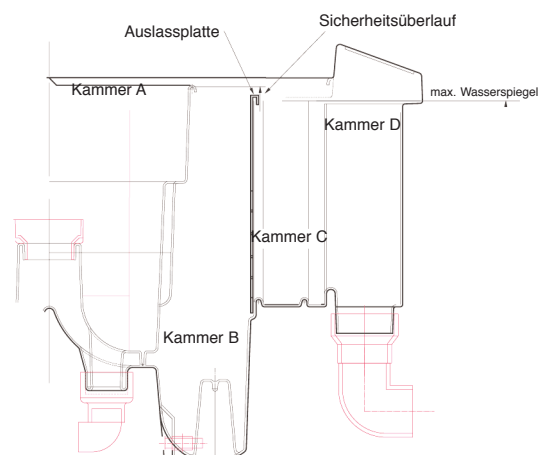 Sicherheitsüberlauf
Auslassplatte
Kammer A
max. Wasserspiegel
Kammer D
Kammer C
Kammer B